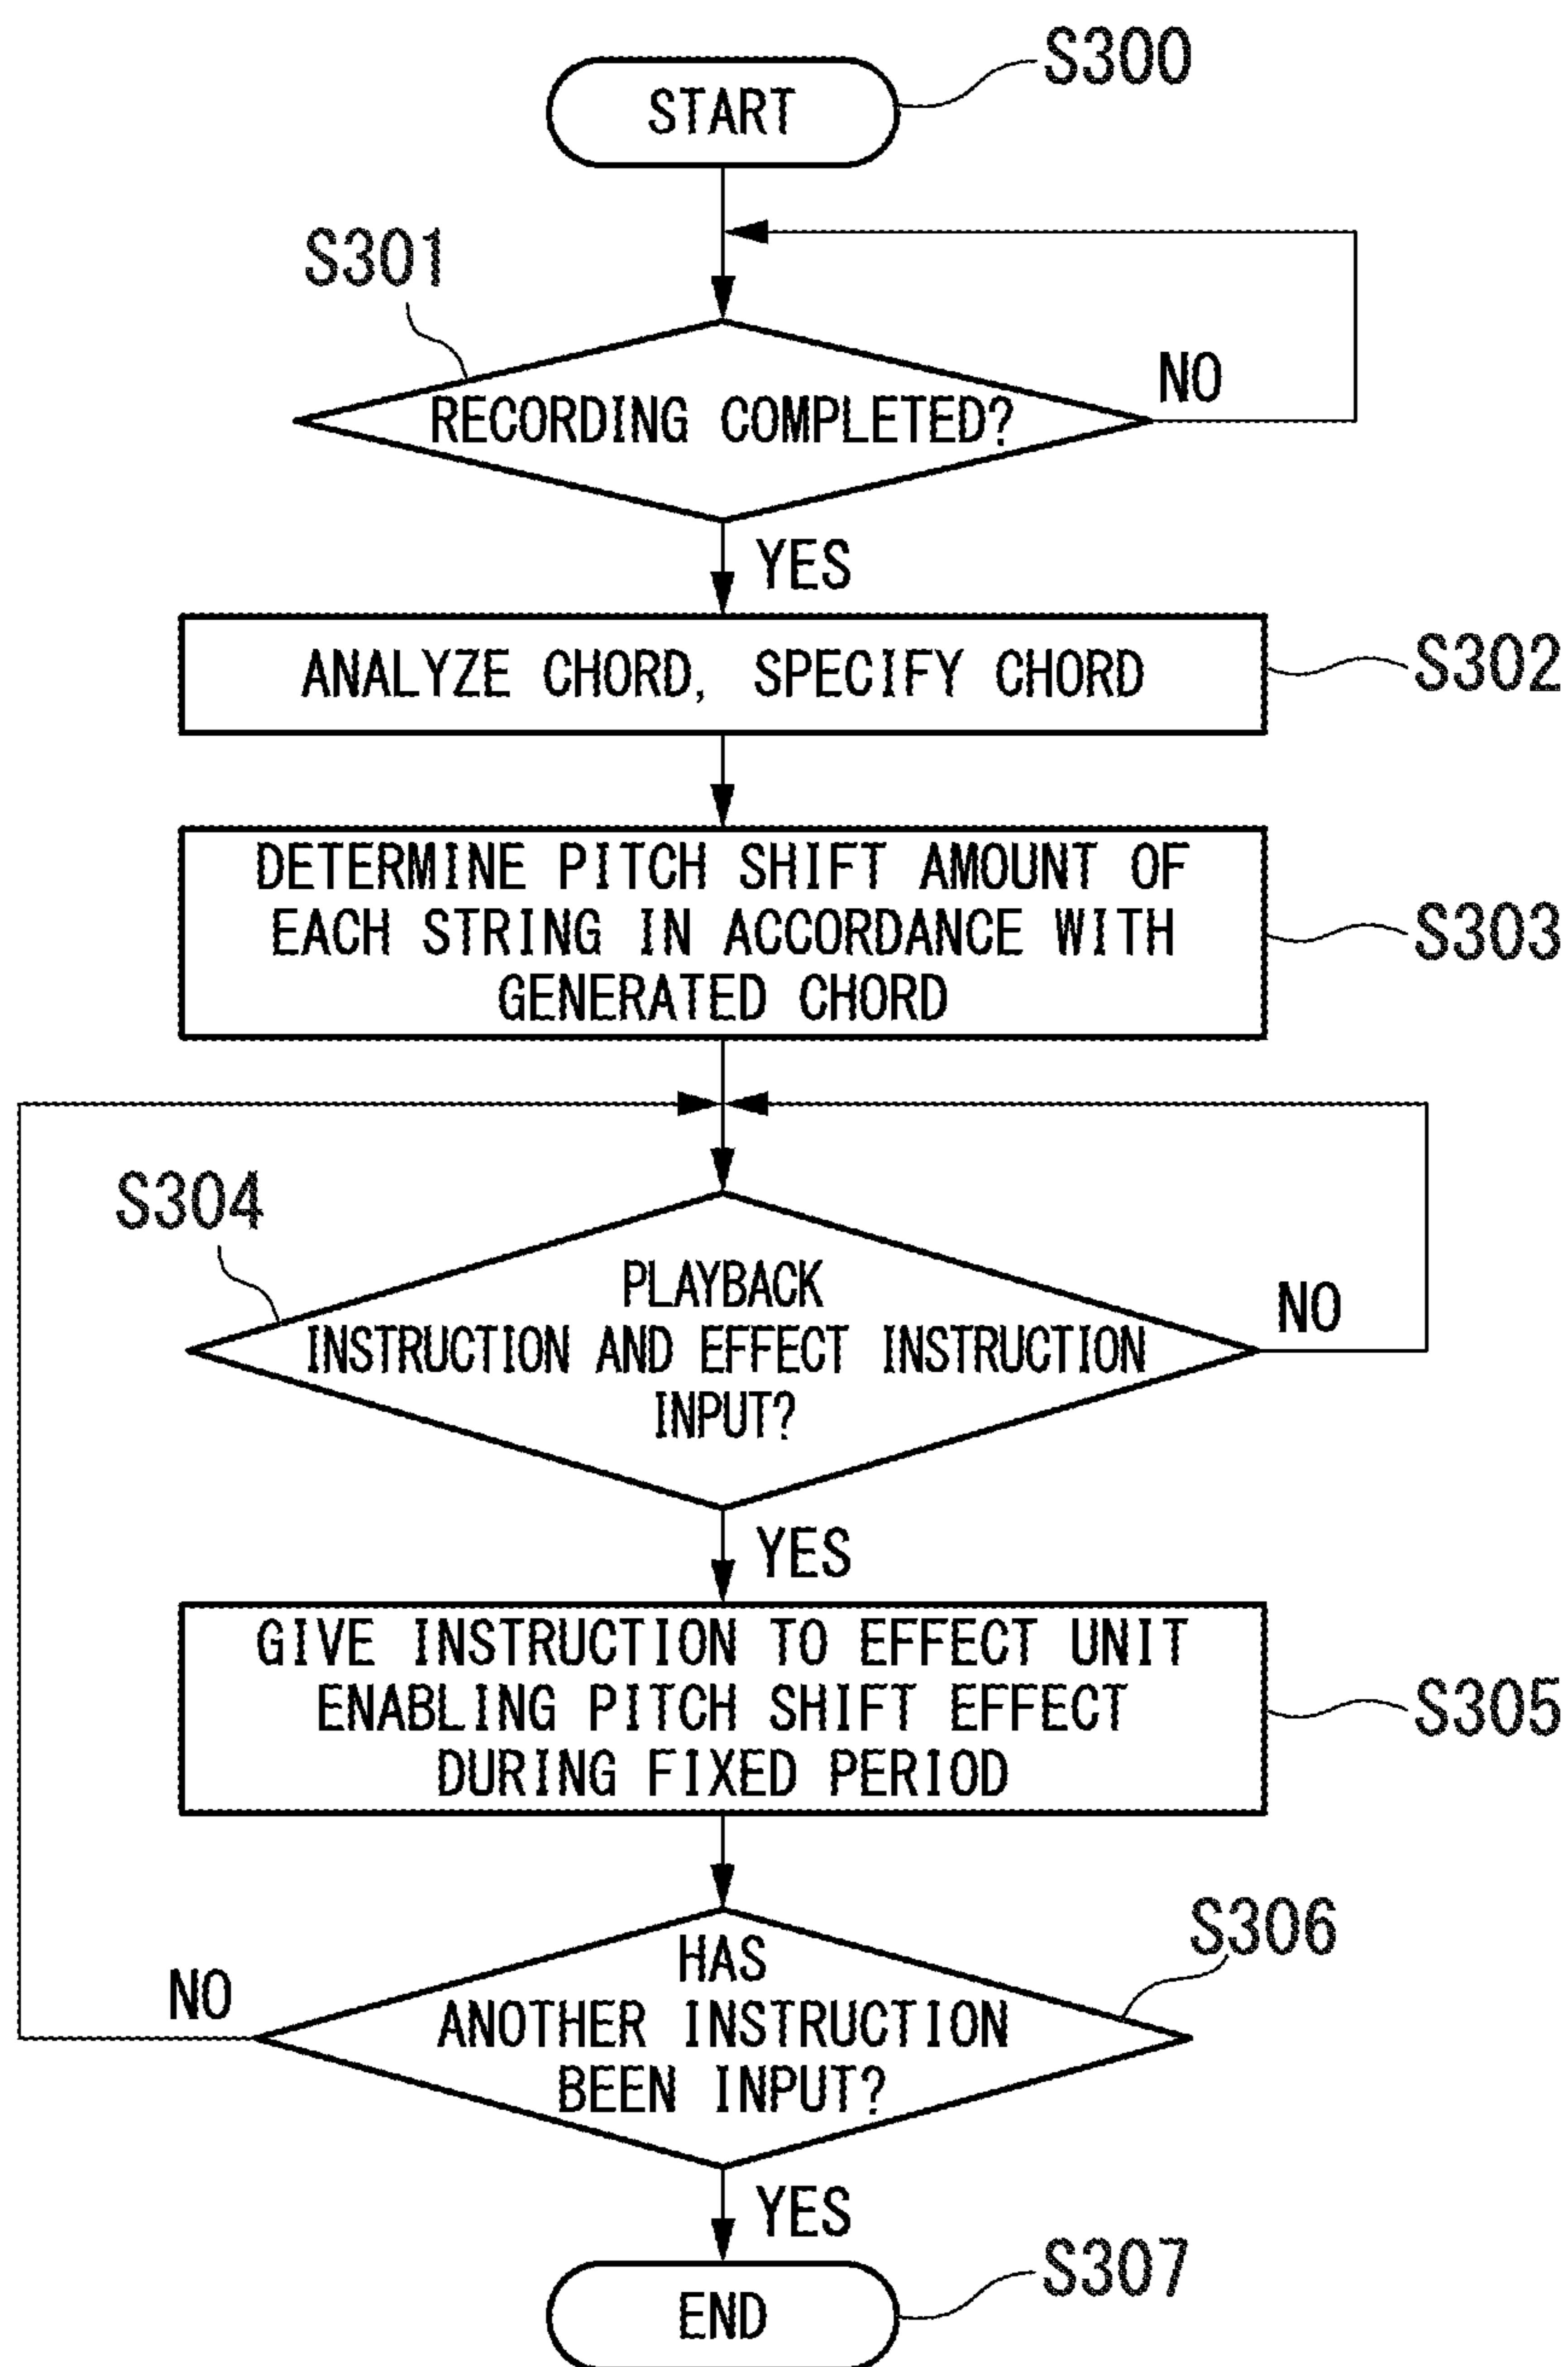 START
S300
S301
RECORDING COMPLETED?
NO
YES
ANALYZE CHORD, SPECIFY CHORD
S302
DETERMINE PITCH SHIFT AMOUNT OF
EACH STRING IN ACCORDANCE WITH
GENERATED CHORD
S303
S304
PLAYBACK
INSTRUCTION AND EFFECT INSTRUCTION
INPUT?
NO
YES
GIVE INSTRUCTION TO EFFECT UNIT
ENABLING PITCH SHIFT EFFECT
DURING FIXED PERIOD
S305
S306
HAS
ANOTHER INSTRUCTION
BEEN INPUT?
NO
YES
END
S307